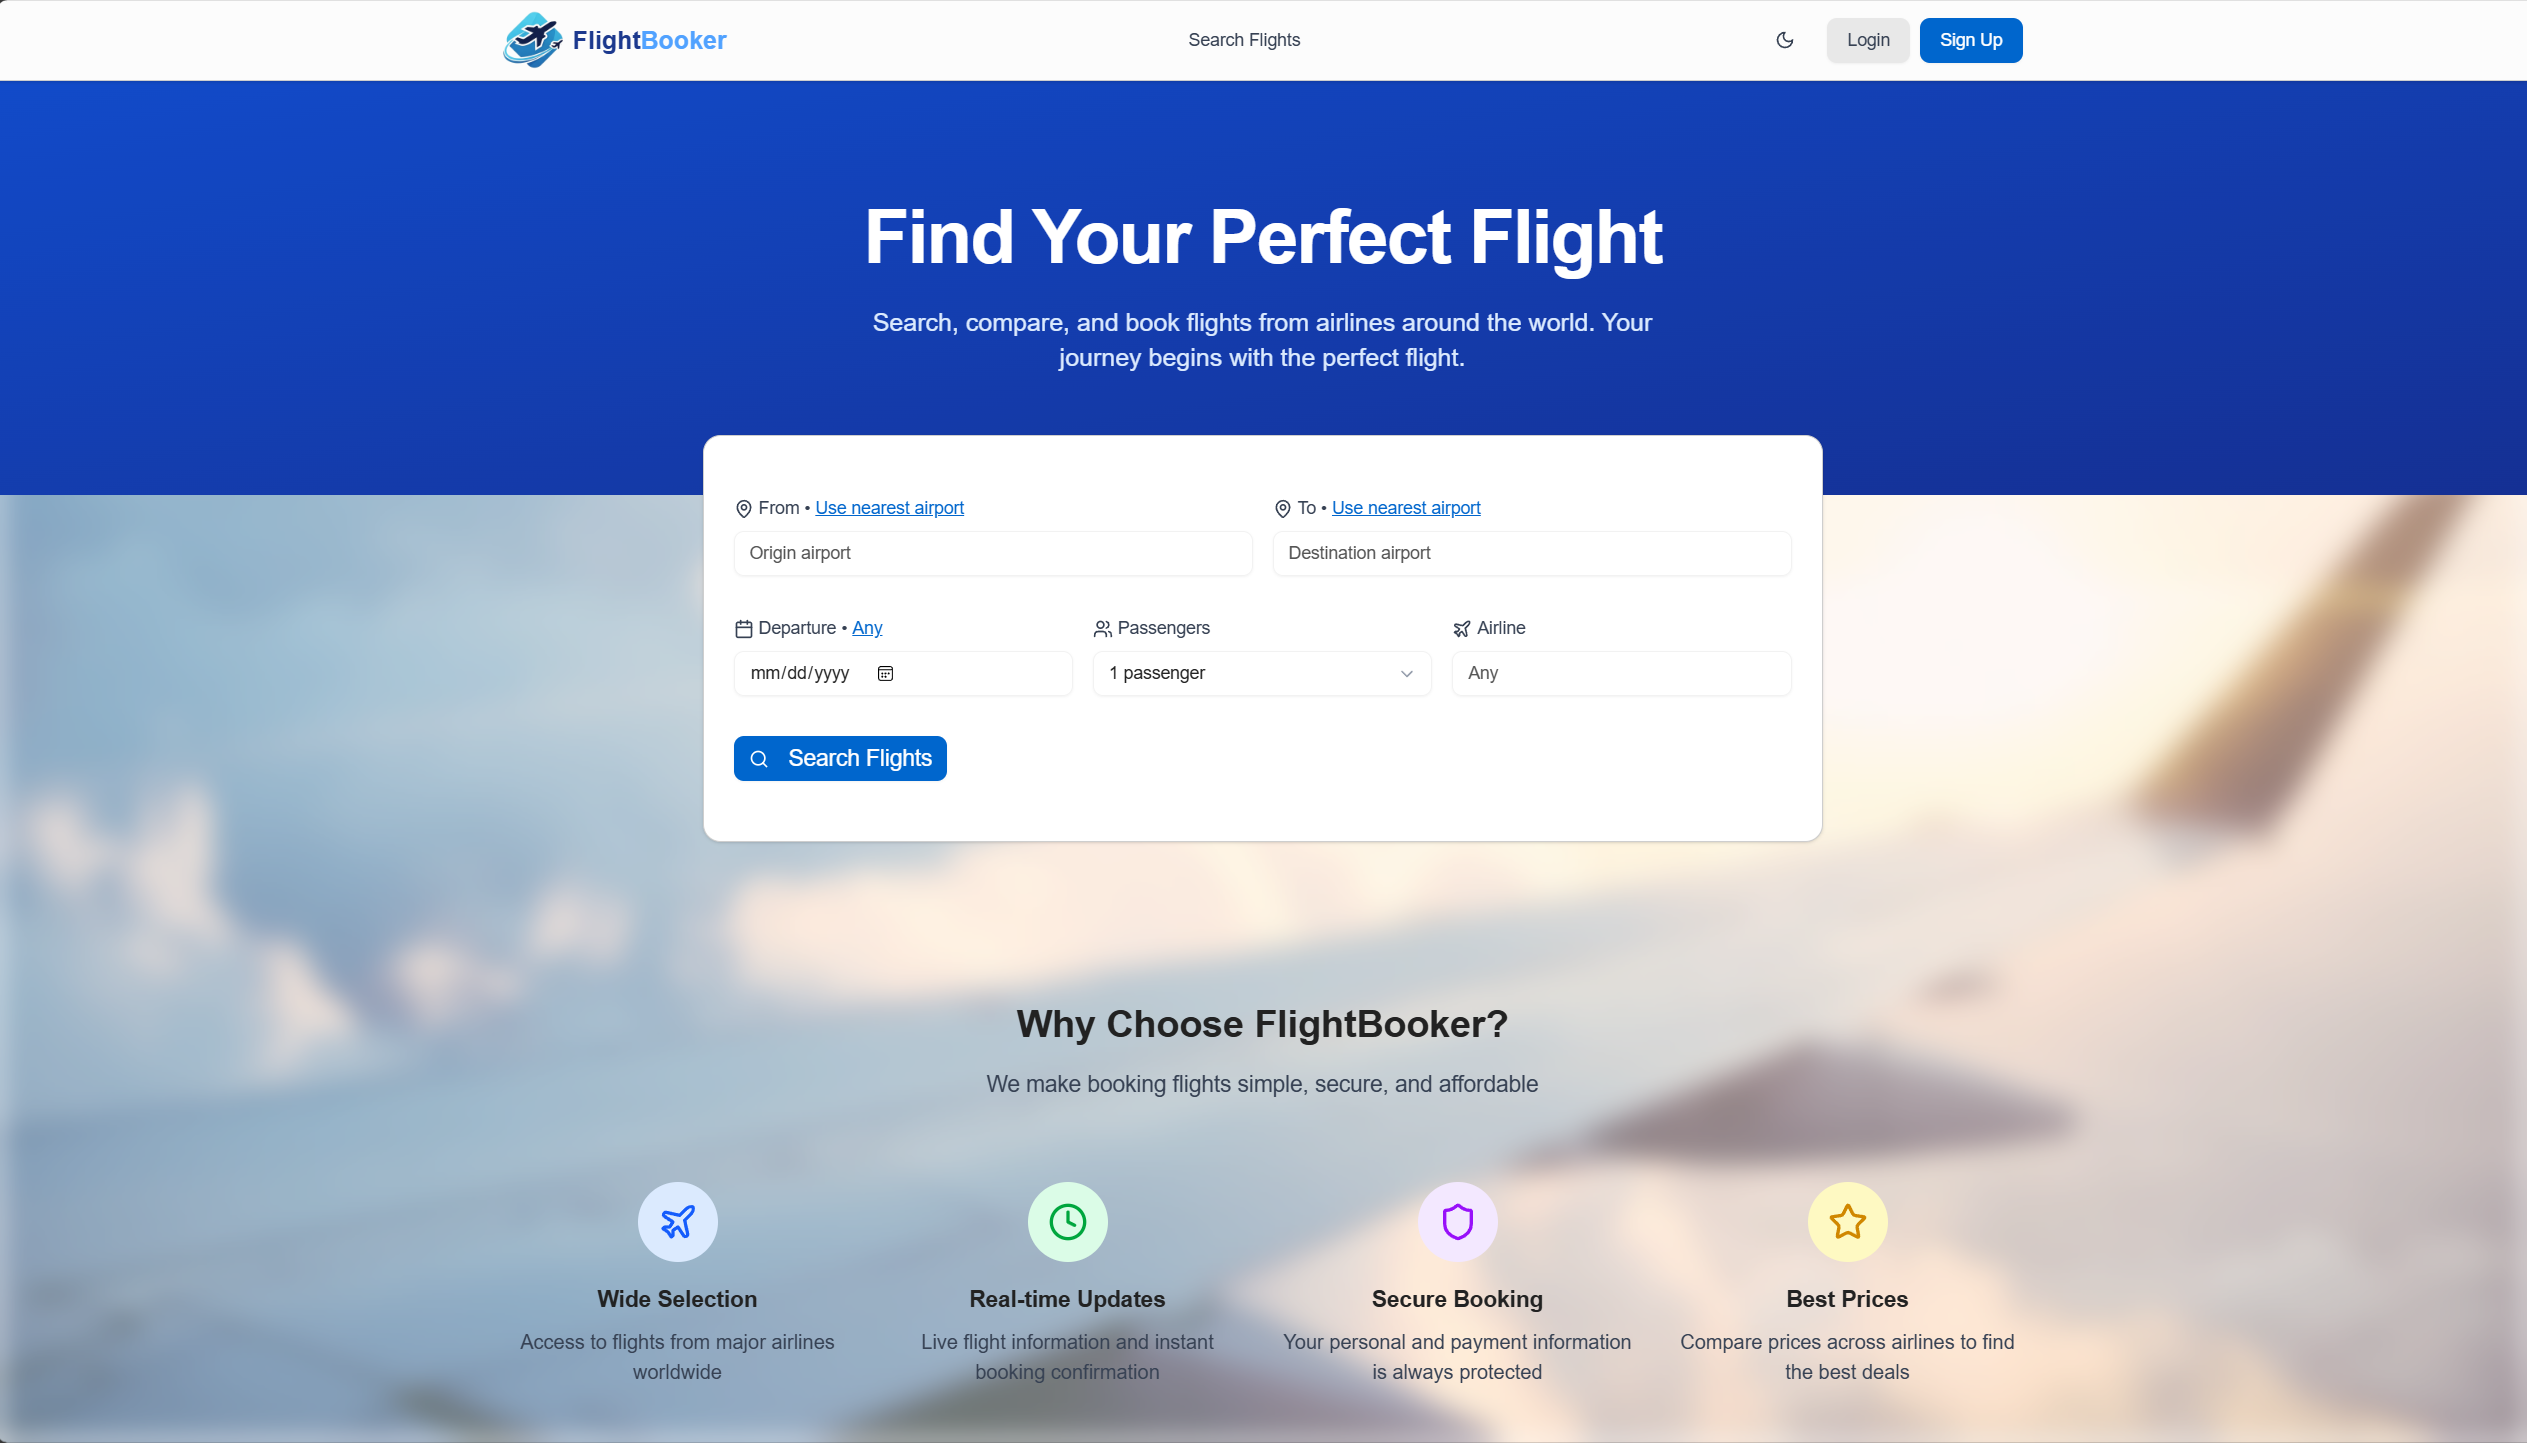 FlightBooker
Search Flights
Login
Sign Up
Find Your Perfect Flight
Search, compare, and book flights from airlines around the world. Your
journey begins with the perfect flight.
From • Use nearest airport
To • Use nearest airport
Origin airport
Destination airport
Departure • Any
Passengers
Airline
mm/dd/yyyy
1 passenger
Any
Search Flights
Why Choose FlightBooker?
We make booking flights simple, secure, and affordable
Wide Selection
Access to flights from major airlines
worldwide
Real-time Updates
Live flight information and instant
booking confirmation
Secure Booking
Your personal and payment information
is always protected
Best Prices
Compare prices across airlines to find
the best deals